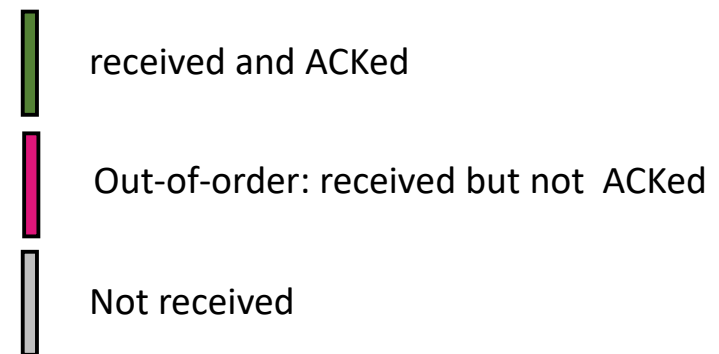 received and ACKed
Out-of-order: received but not ACKed
Not received